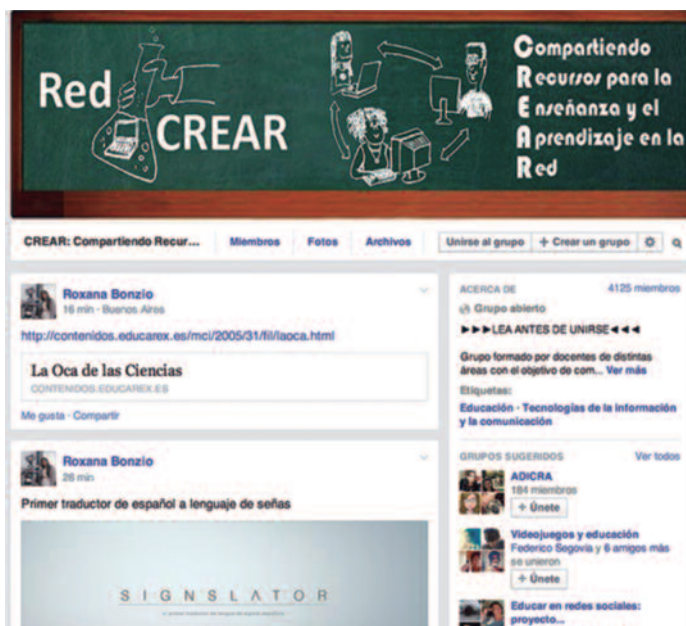 Red
CREAR
Compartiendo
Recursos para la
Enseñanza y el
Aprendizaje en la
Red
CREAR: Compartiendo Recur...
Miembros
Fotos
Archivos
Unirse al grupo
+ Crear un grupo
Roxana Bonzio
16 min · Buenos Aires
http://contenidos.educarex.es/mci/2005/31/fil/laoca.html
La Oca de las Ciencias
CONTENIDOS.EDUCAREX.ES
Me gusta · Compartir
Roxana Bonzio
26 min
Primer traductor de español a lenguaje de señas
SIGNSLATOR
ACERCA DE
4125 miembros
Grupo abierto
►►►LEA ANTES DE UNIRSE◄◄◄
Grupo formado por docentes de distintas
áreas con el objetivo de com... Ver más
Etiquetas:
Educación · Tecnologías de la información
y la comunicación
GRUPOS SUGERIDOS
Ver todos
ADICRA
184 miembros
+ Únete
Videojuegos y educación
Federico Segovia y 6 amigos más
se unieron
+ Únete
Educar en redes sociales:
proyecto...